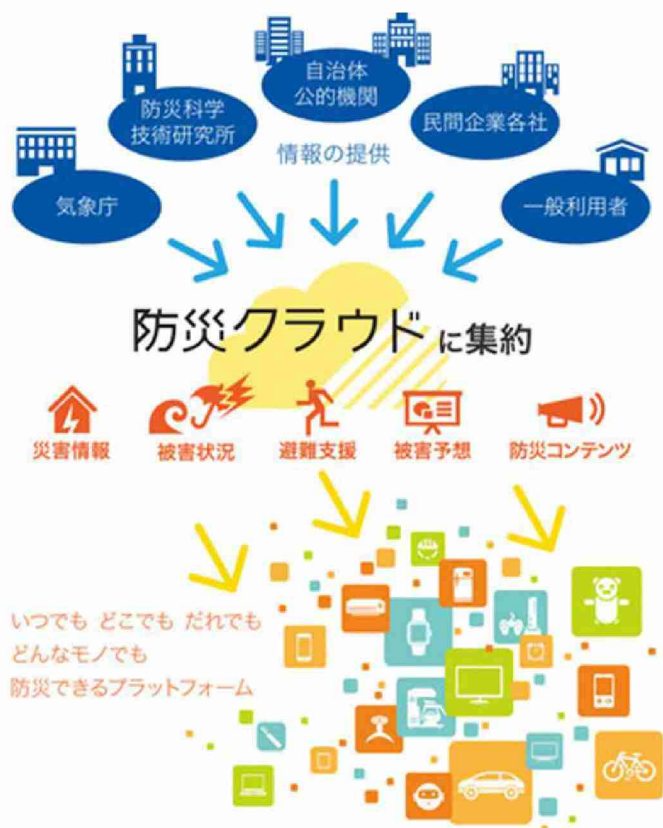 自治体
公的機関
防災科学
技術研究所
民間企業各社
情報の提供
気象庁
一般利用者
防災クラウドに集約
災害情報
被害状況
避難支援
被害予想
防災コンテンツ
いつでも どこでも だれでも
どんなモノでも
防災できるプラットフォーム